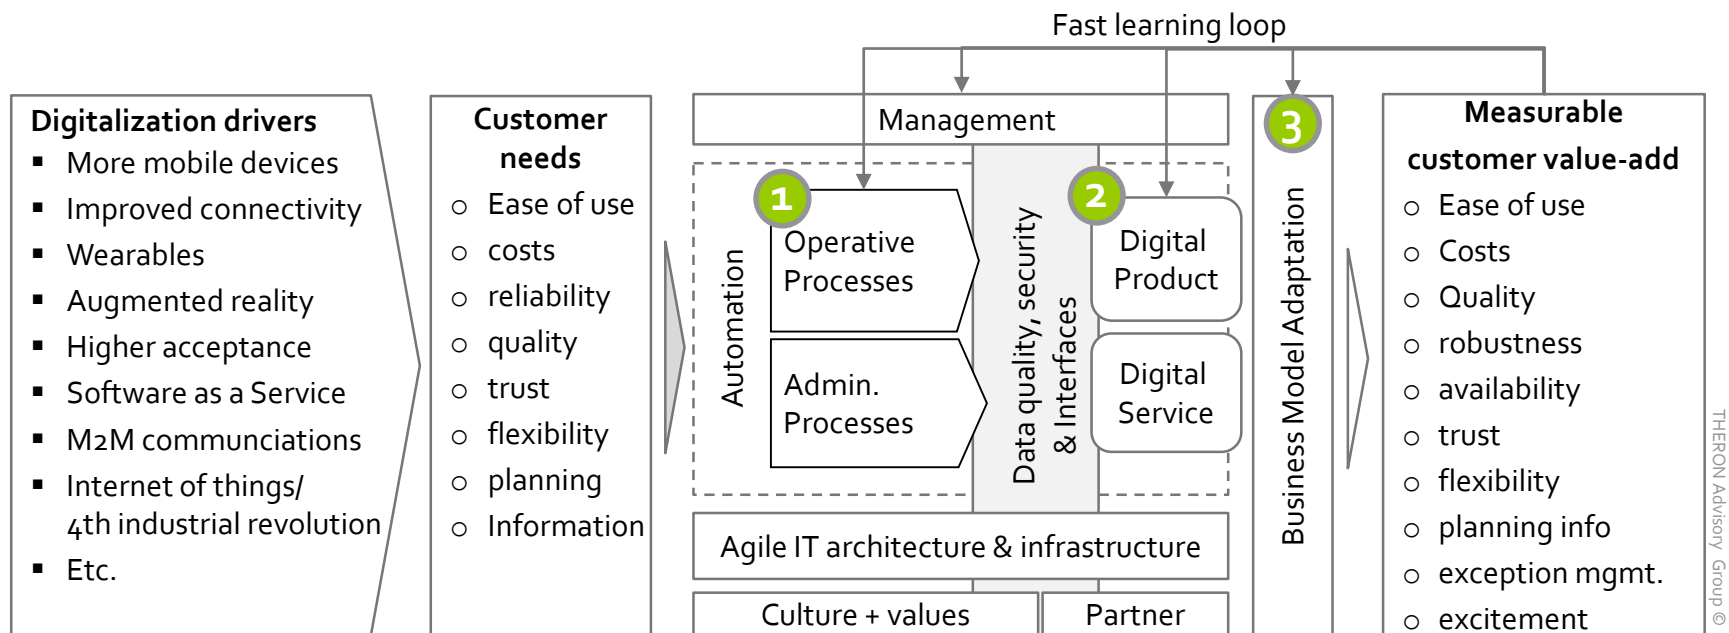 Fast learning loop
Digitalization drivers
▪ More mobile devices
▪ Improved connectivity
▪ Wearables
▪ Augmented reality
▪ Higher acceptance
▪ Software as a Service
▪ M2M communciations
▪ Internet of things/
4th industrial revolution
▪ Etc.
Customer
needs
o Ease of use
o costs
o reliability
o quality
o trust
o flexibility
o planning
o Information
Management
Automation
1
Operative
Processes
Admin.
Processes
Data quality, security
& Interfaces
2
Digital
Product
Digital
Service
Agile IT architecture & infrastructure
Culture + values
Partner
3
Business Model Adaptation
Measurable
customer value-add
o Ease of use
o Costs
o Quality
o robustness
o availability
o trust
o flexibility
o planning info
o exception mgmt.
o excitement
THERON Advisory Group ©